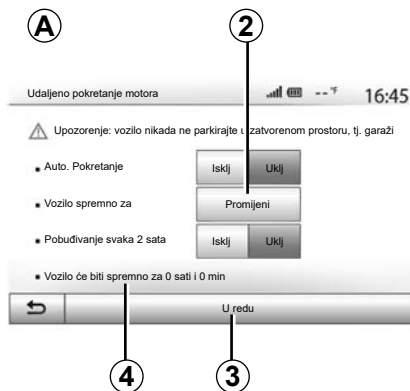 A
2
Udaljeno pokretanje motora -- °F 16:45
Upozorenje: vozilo nikada ne parkirajte u zatvorenom prostoru, tj. garaži
Auto. Pokretanje Isklj Uklj
Vozilo spremno za Promijeni
Pobuđivanje svaka 2 sata Isklj Uklj
Vozilo će biti spremno za 0 sati i 0 min
U redu
4
3